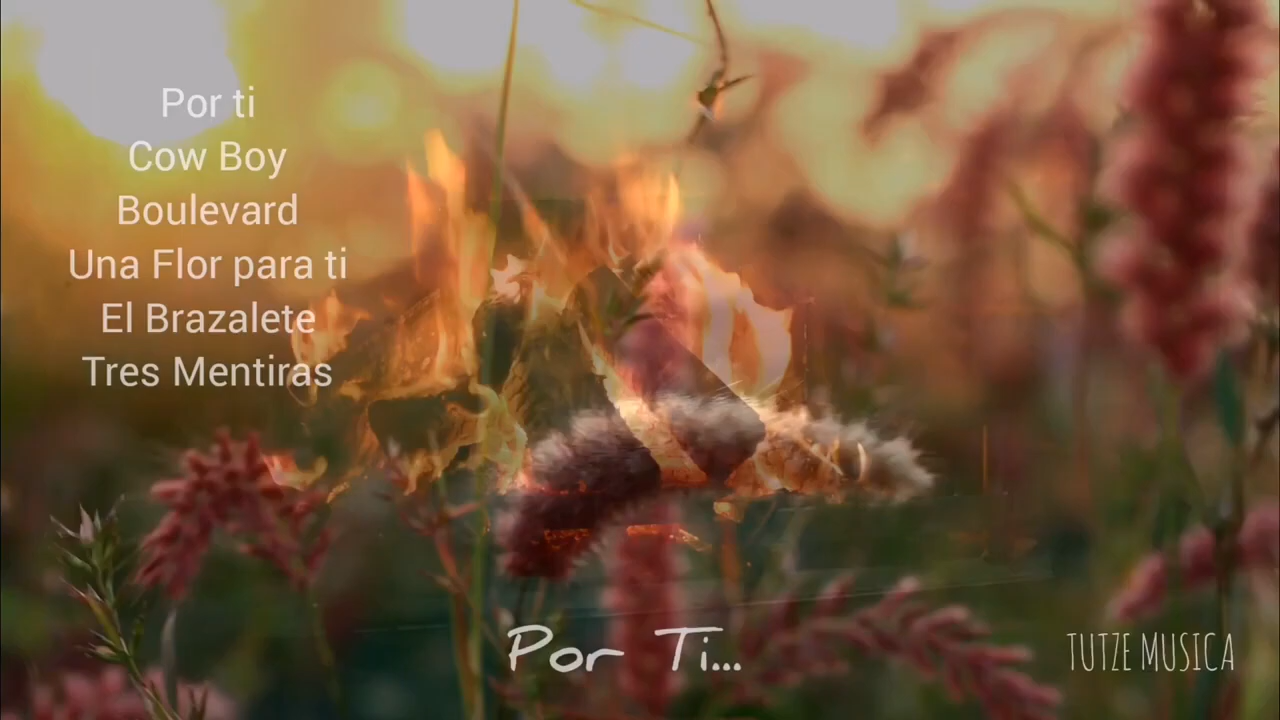 Por ti
Cow Boy
Boulevard
Una Flor para ti
El Brazalete
Tres Mentiras
Por Ti...
TUTZE MUSICA